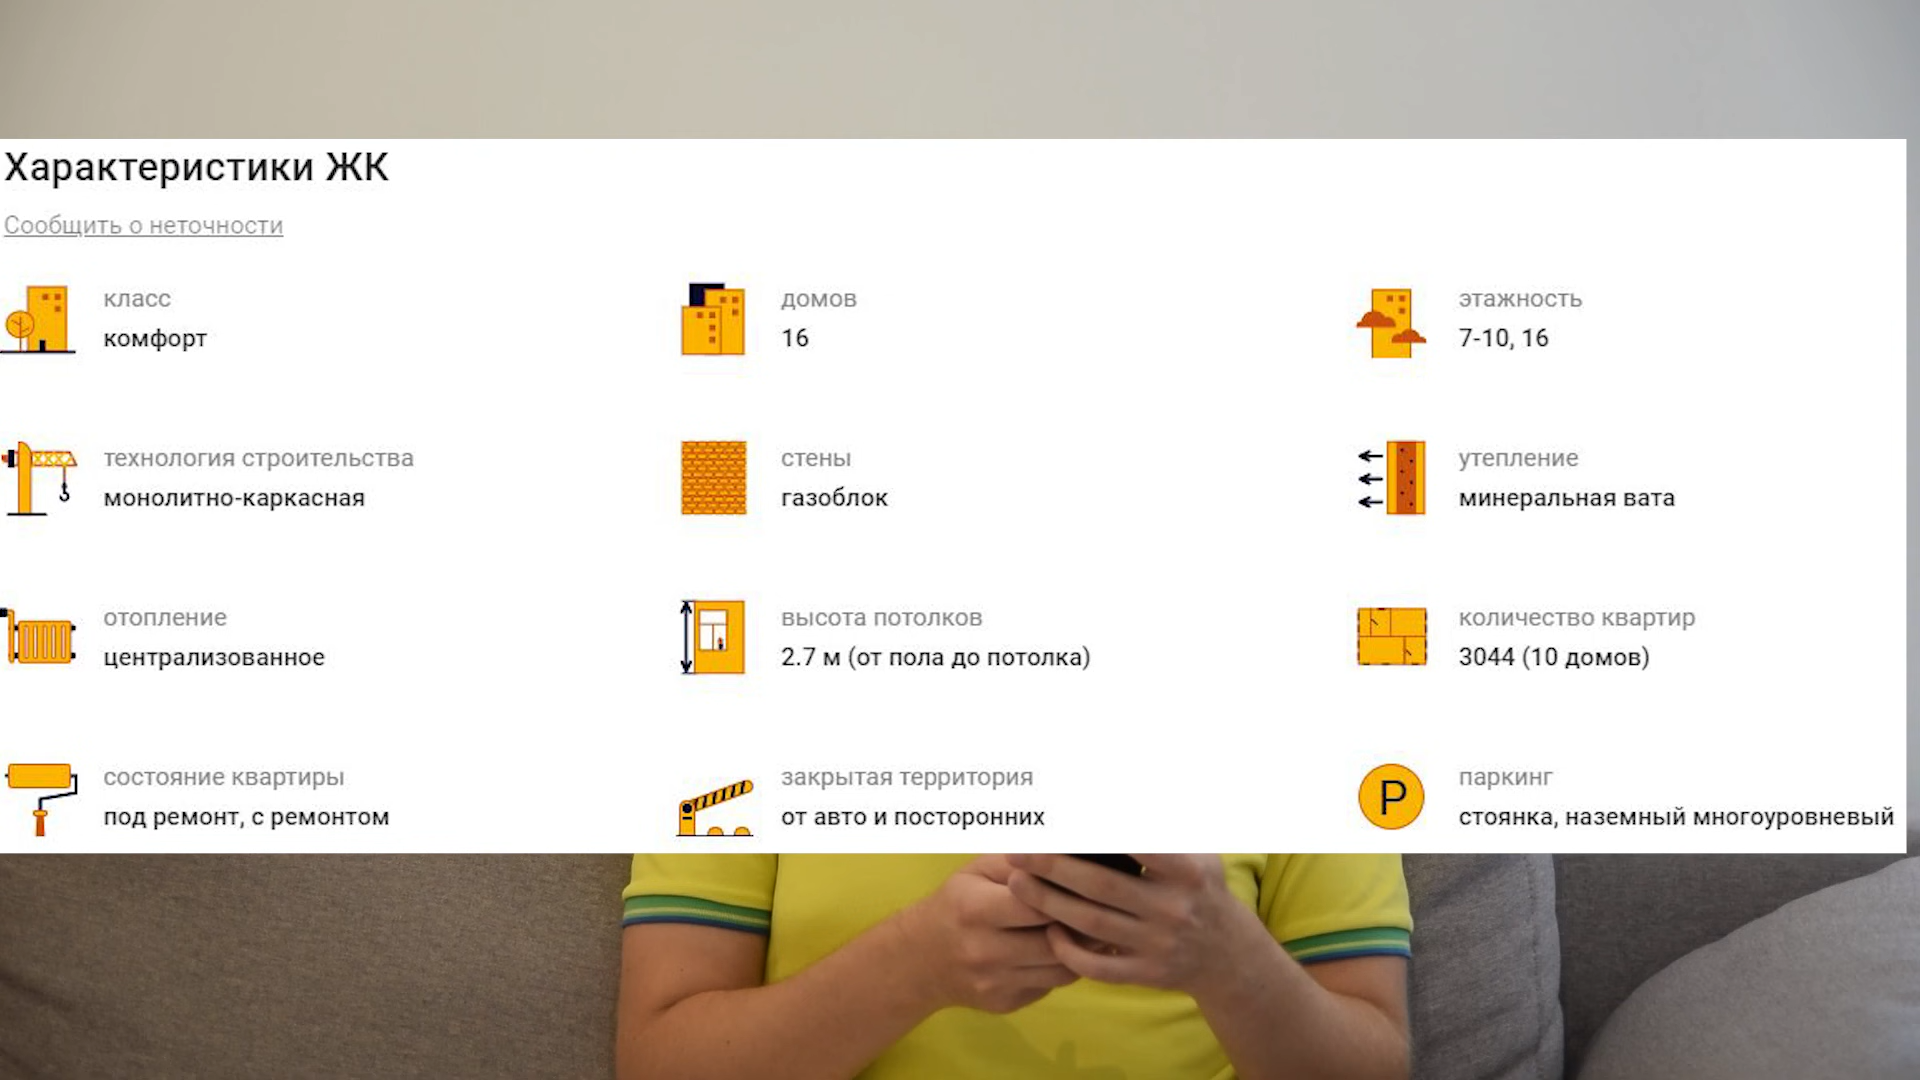 Характеристики ЖК
Сообщить о неточности
класс
комфорт
домов
16
этажность
7-10, 16
технология строительства
монолитно-каркасная
стены
газоблок
утепление
минеральная вата
отопление
централизованное
высота потолков
2.7 м (от пола до потолка)
количество квартир
3044 (10 домов)
состояние квартиры
под ремонт, с ремонтом
закрытая территория
от авто и посторонних
P
паркинг
стоянка, наземный многоуровневый